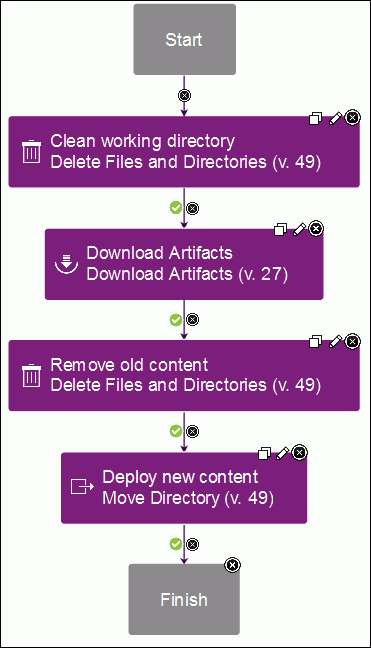 Start
Clean working directory
Delete Files and Directories (v. 49)
Download Artifacts
Download Artifacts (v. 27)
Remove old content
Delete Files and Directories (v. 49)
Deploy new content
Move Directory (v. 49)
Finish